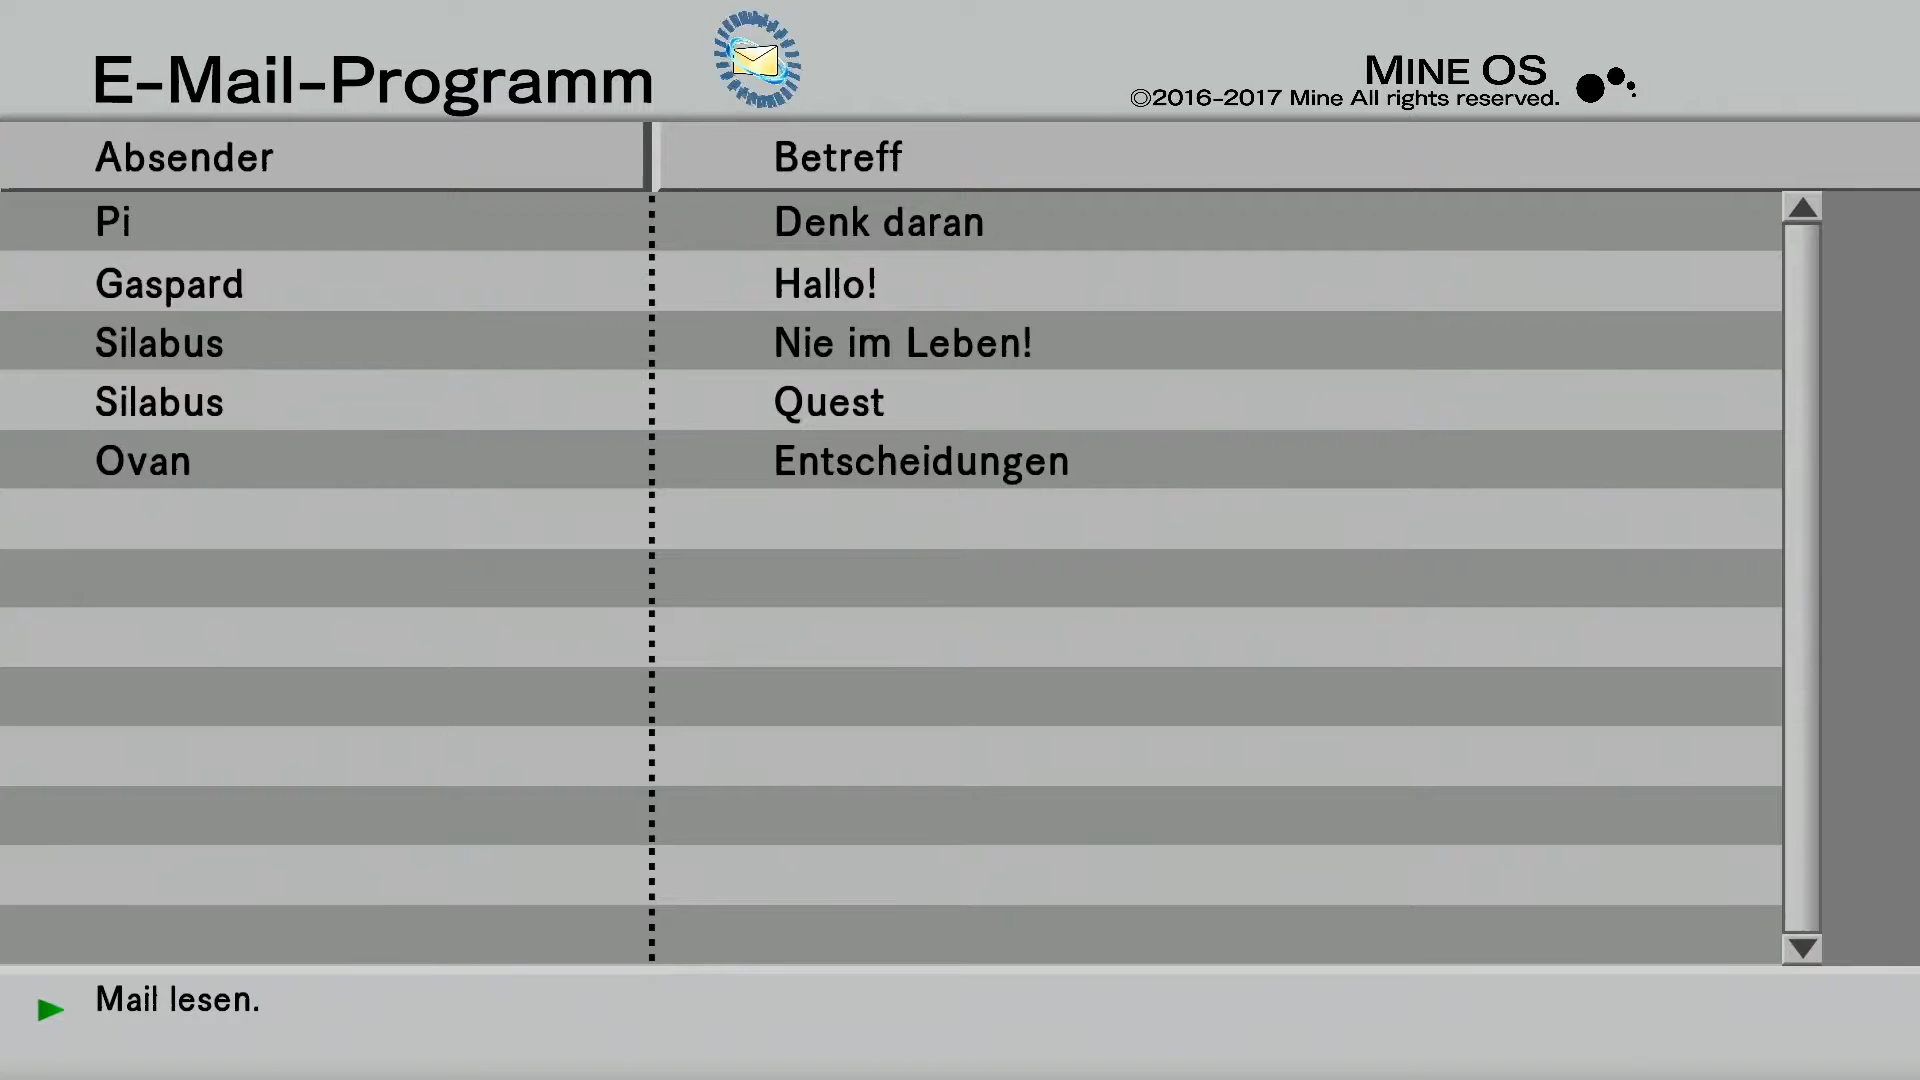 E-Mail-Programm
MINE OS
©2016-2017 Mine All rights reserved.
Absender Betreff
Pi Denk daran
Gaspard Hallo!
Silabus Nie im Leben!
Silabus Quest
Ovan Entscheidungen
Mail lesen.